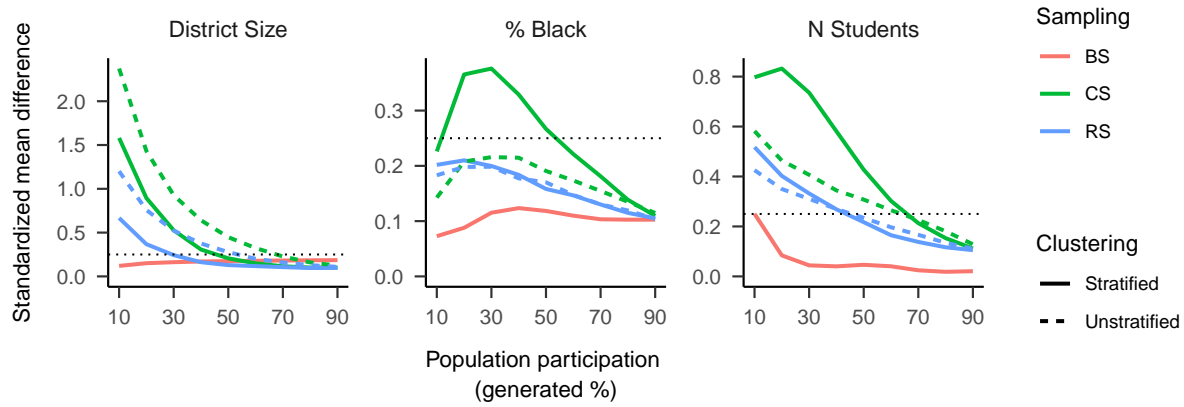 Standardized mean difference
District Size
% Black
N Students
2.0
1.5
1.0
0.5
0.0
10 30 50 70 90
0.3
0.2
0.1
0.0
10 30 50 70 90
0.8
0.6
0.4
0.2
0.0
10 30 50 70 90
Population participation
(generated %)
Sampling
BS
CS
RS
Clustering
Stratified
Unstratified